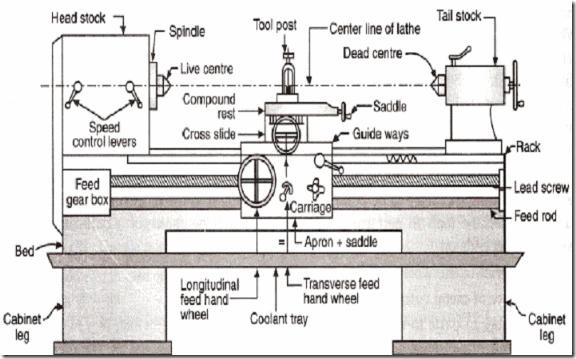 Head stock
Spindle
Tool post
Center line of lathe
Tail stock
Dead centre
Live centre
Compound
rest
Saddle
Speed
control levers
Cross slide
Guide ways
Rack
Feed
gear box
Lead screw
Carriage
Feed rod
Bed
= Apron + saddle
Longitudinal
feed hand
wheel
Transverse feed
hand wheel
Coolant tray
Cabinet
leg
Cabinet
leg